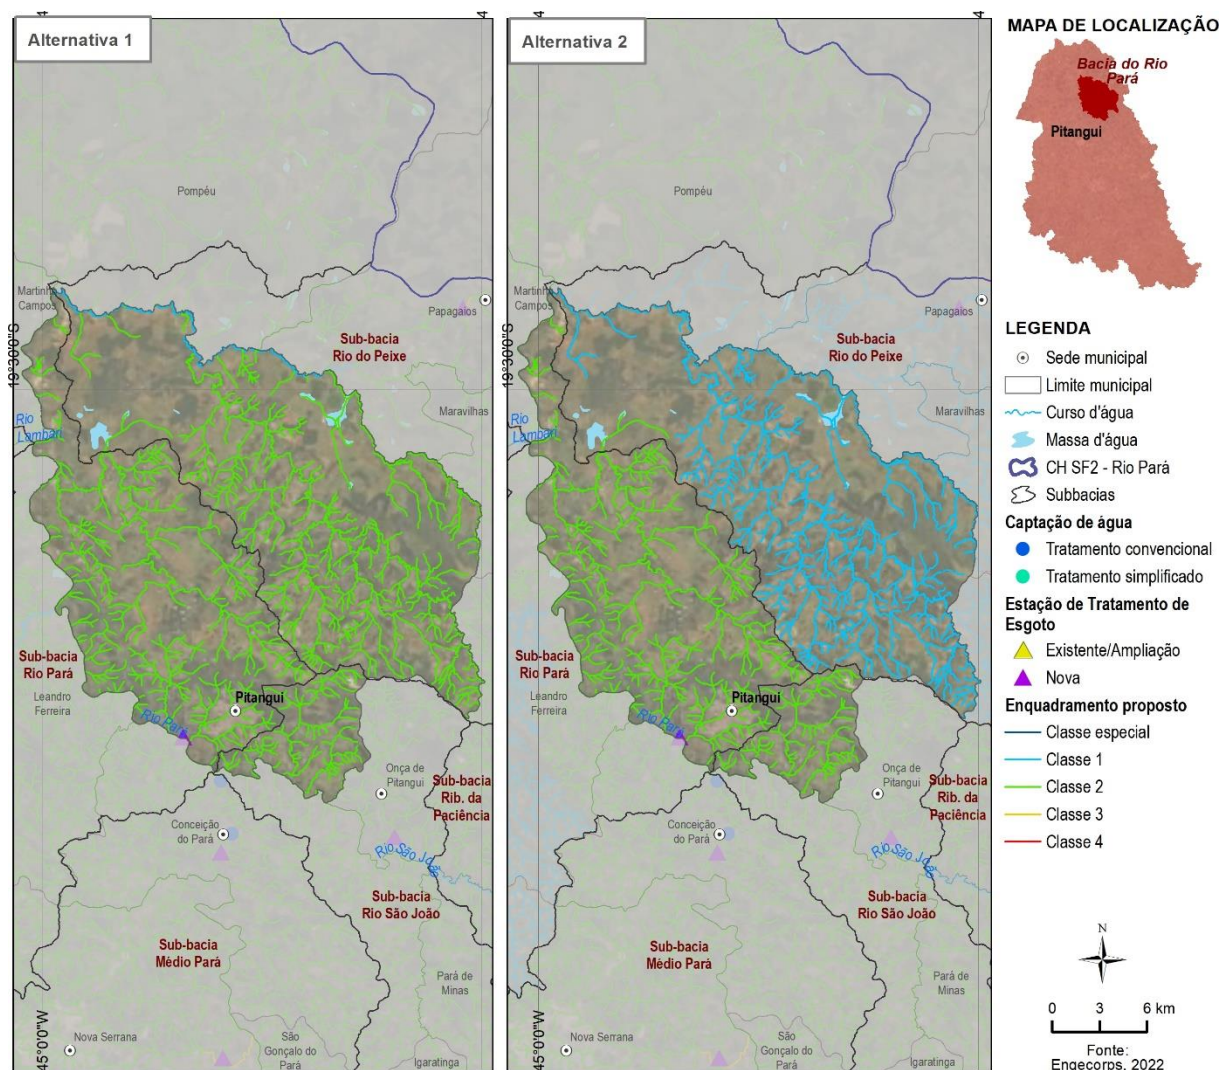 Alternativa 1
4
4
Pompéu
Martinho
Campos
Papagaios
Sub-bacia
Rio do Peixe
19°30'0"S
Maravilhas
Rio
Lambari
Sub-bacia
Rio Pará
Leandro
Ferreira
Pitangui
Rio Pará
Onça de
Pitangui
Sub-bacia
Rib. da
Paciência
Conceição
do Pará
Rio São João
Sub-bacia
Rio São João
Sub-bacia
Médio Pará
Pará de
Minas
45°0'0"W
Nova Serrana
São
Gonçalo do
Pará
Igaratinga
Alternativa 2
4
4
Pompéu
Martinho
Campos
Papagaios
Sub-bacia
Rio do Peixe
19°30'0"S
Maravilhas
Rio
Lambari
Sub-bacia
Rio Pará
Leandro
Ferreira
Pitangui
Rio Pará
Onça de
Pitangui
Sub-bacia
Rib. da
Paciência
Conceição
do Pará
Rio São João
Sub-bacia
Rio São João
Sub-bacia
Médio Pará
Pará de
Minas
45°0'0"W
Nova Serrana
São
Gonçalo do
Pará
Igaratinga
MAPA DE LOCALIZAÇÃO
Bacia do Rio
Pará
Pitangui
LEGENDA
Sede municipal
Limite municipal
Curso d'água
Massa d'água
CH SF2 - Rio Pará
Subbacias
Captação de água
Tratamento convencional
Tratamento simplificado
Estação de Tratamento de
Esgoto
Existente/Ampliação
Nova
Enquadramento proposto
Classe especial
Classe 1
Classe 2
Classe 3
Classe 4
N
0 3 6 km
Fonte:
Engecorps, 2022